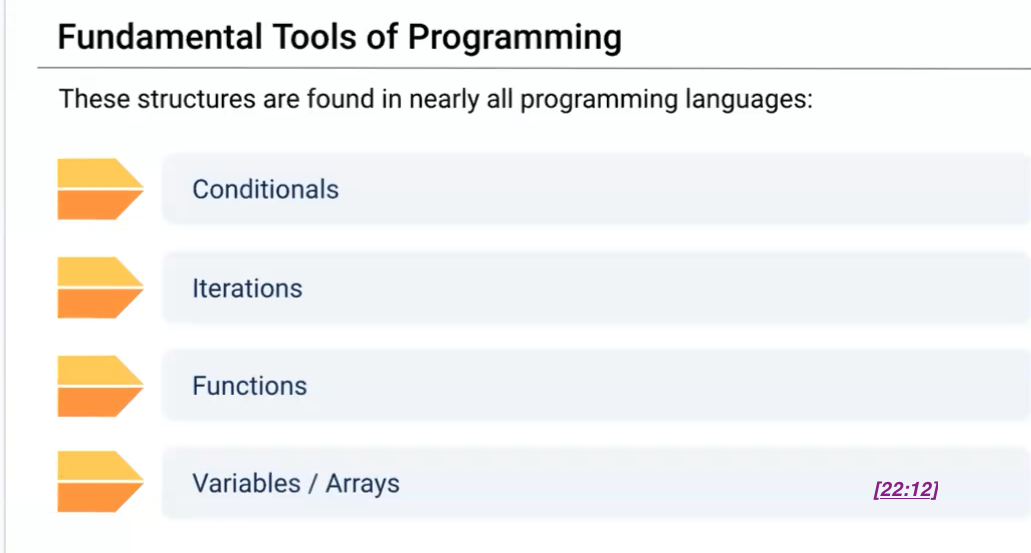 Fundamental Tools of Programming
These structures are found in nearly all programming languages:
Conditionals
Iterations
Functions
Variables / Arrays
[22:12]